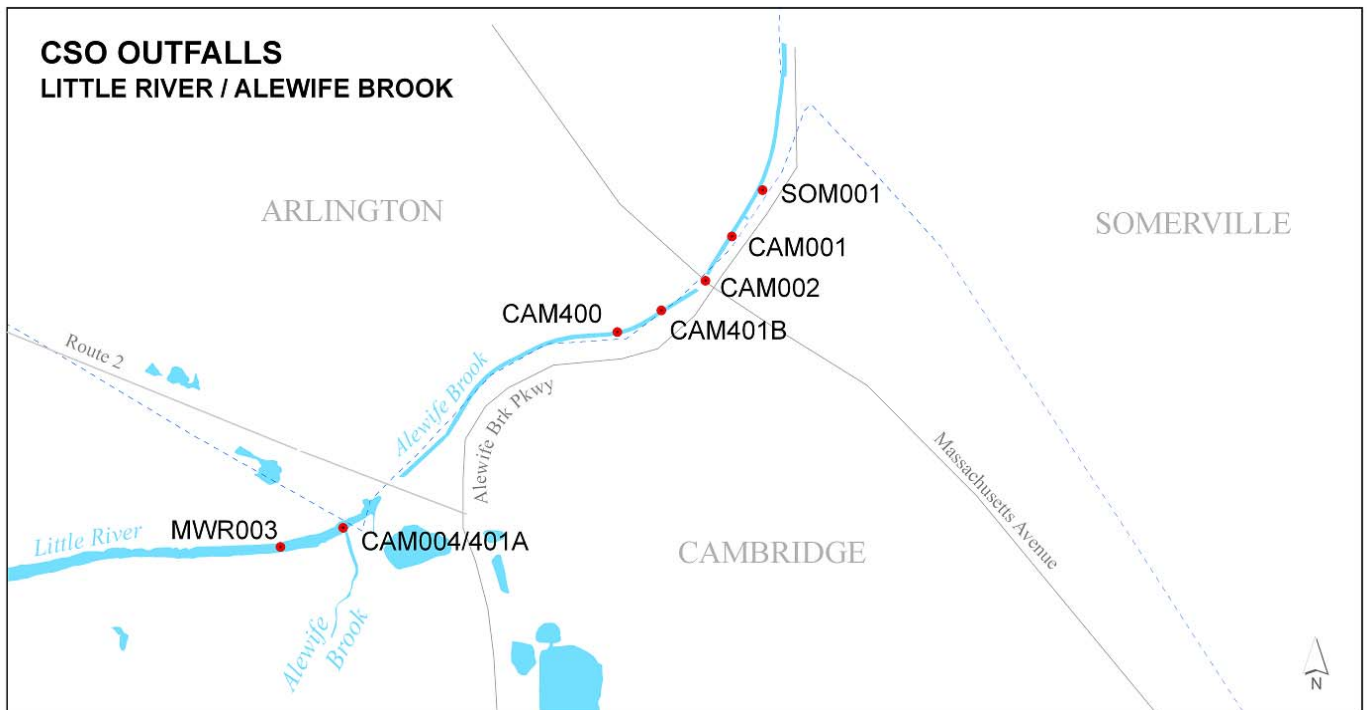 CSO OUTFALLS
LITTLE RIVER / ALEWIFE BROOK
ARLINGTON
SOMERVILLE
SOM001
CAM001
CAM002
CAM400
CAM401B
Route 2
Alewife Brook
Alewife Brk Pkwy
Massachusetts Avenue
Little River
MWR003
CAM004/401A
CAMBRIDGE
Alewife
Brook
N